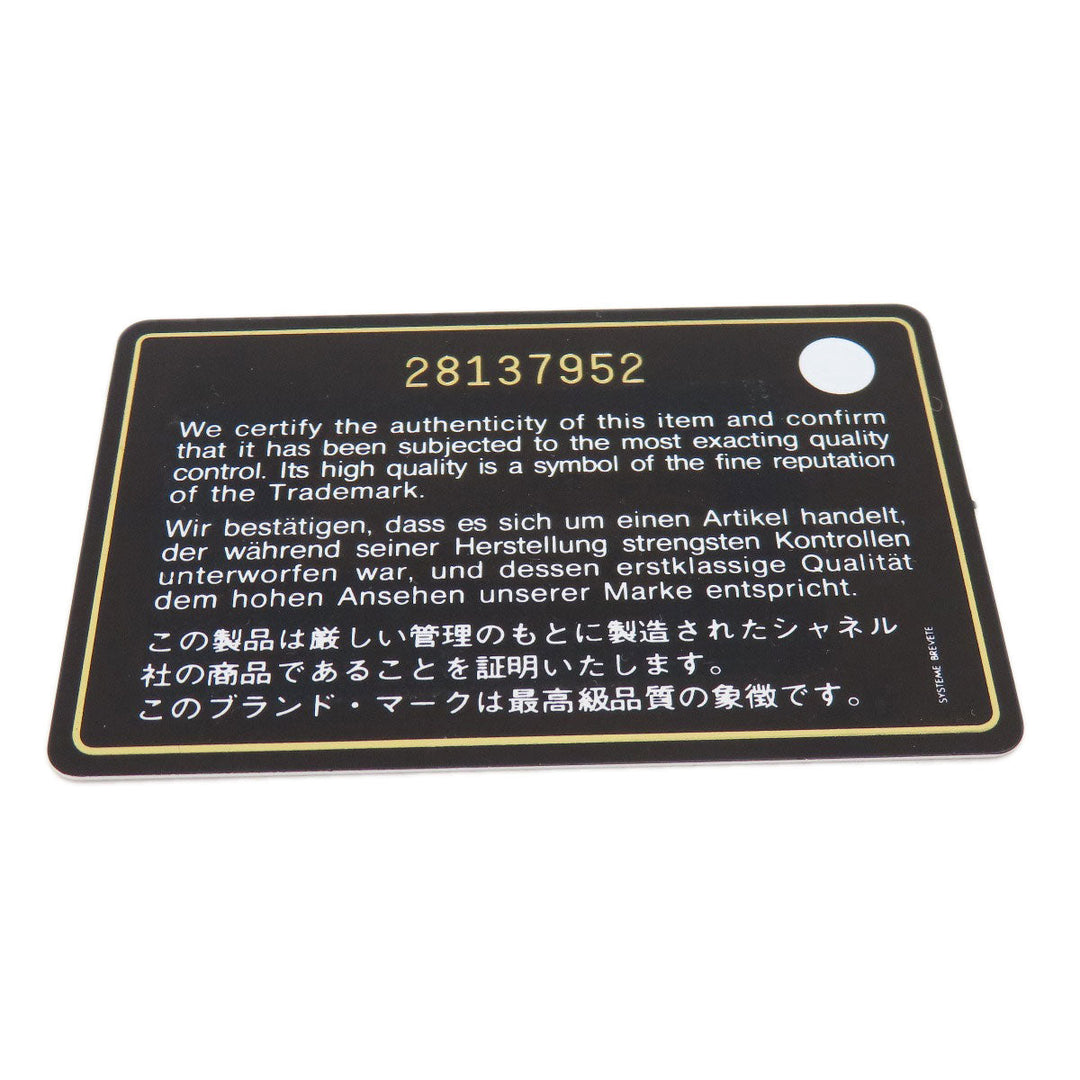 28137952
We certify the authenticity of this item and confirm
that it has been subjected to the most exacting quality
control. Its high quality is a symbol of the fine reputation
of the Trademark.
Wir bestätigen, dass es sich um einen Artikel handelt,
der während seiner Herstellung strengsten Kontrollen
unterworfen war, und dessen erstklassige Qualität
dem hohen Ansehen unserer Marke entspricht.
この製品は厳しい管理のもとに製造されたシャネル
社の商品であることを証明いたします。
このブランド・マークは最高級品質の象徴です。
SYSTEME BREVETE